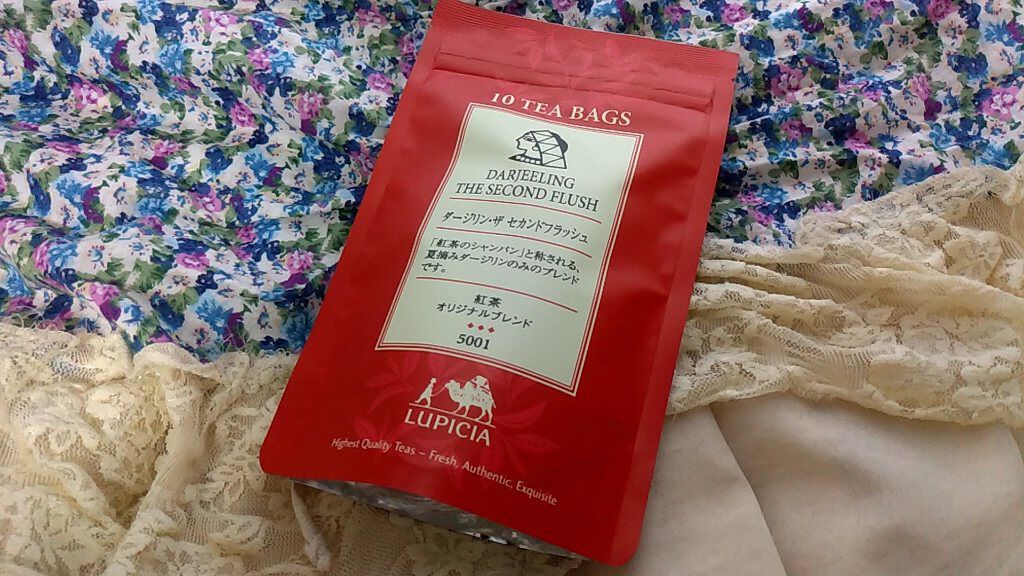 10 TEA BAGS
DARJEELING
THE SECOND FLUSH
ダージリン・ザ セカンドフラッシュ
「紅茶のシャンパン」と称される、
夏摘みダージリンのみのブレンド
です。
紅茶
オリジナルブレンド
5001
LUPICIA
Highest Quality Teas – Fresh, Authentic, Exquisite